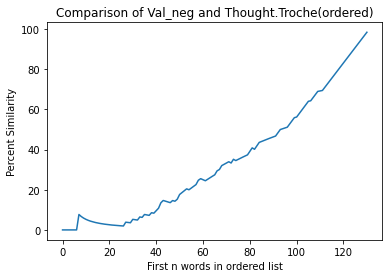 Comparison of Val_neg and Thought.Troche(ordered)
100
80
60
40
20
0
Percent Similarity
0 20 40 60 80 100 120
First n words in ordered list